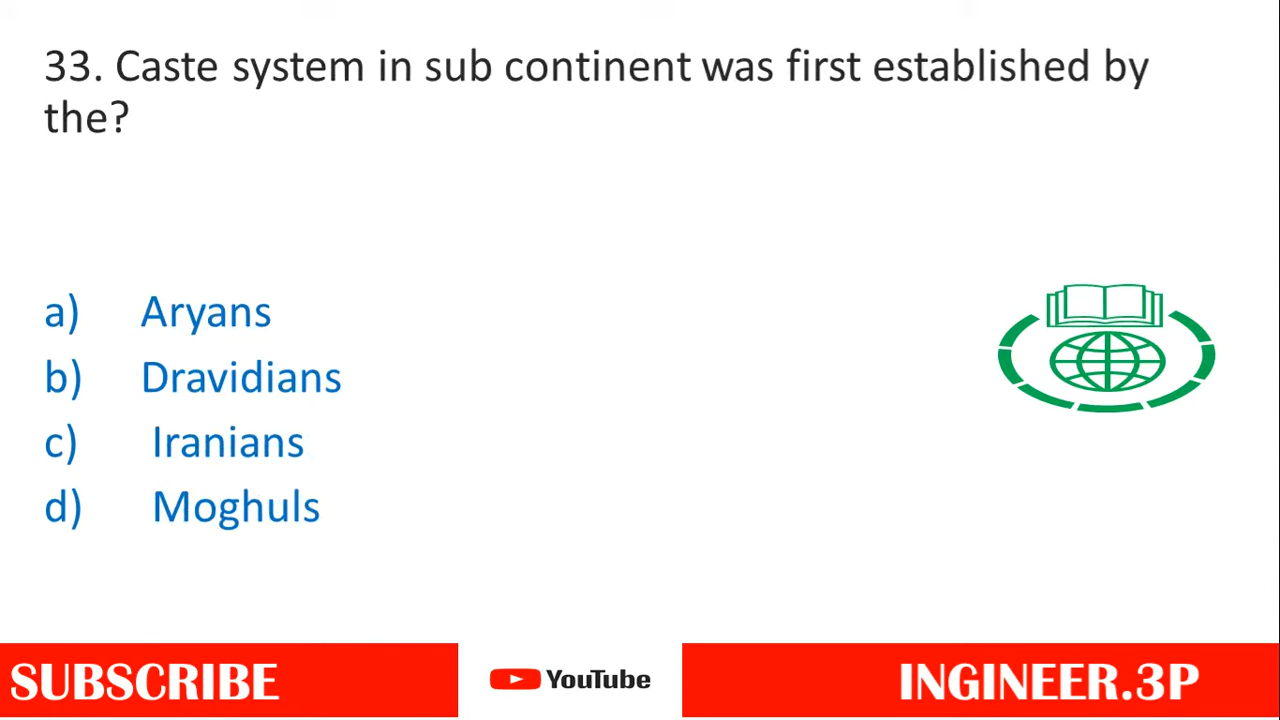 33. Caste system in sub continent was first established by
the?
a) Aryans
b) Dravidians
c) Iranians
d) Moghuls
SUBSCRIBE YouTube INGINEER.3P